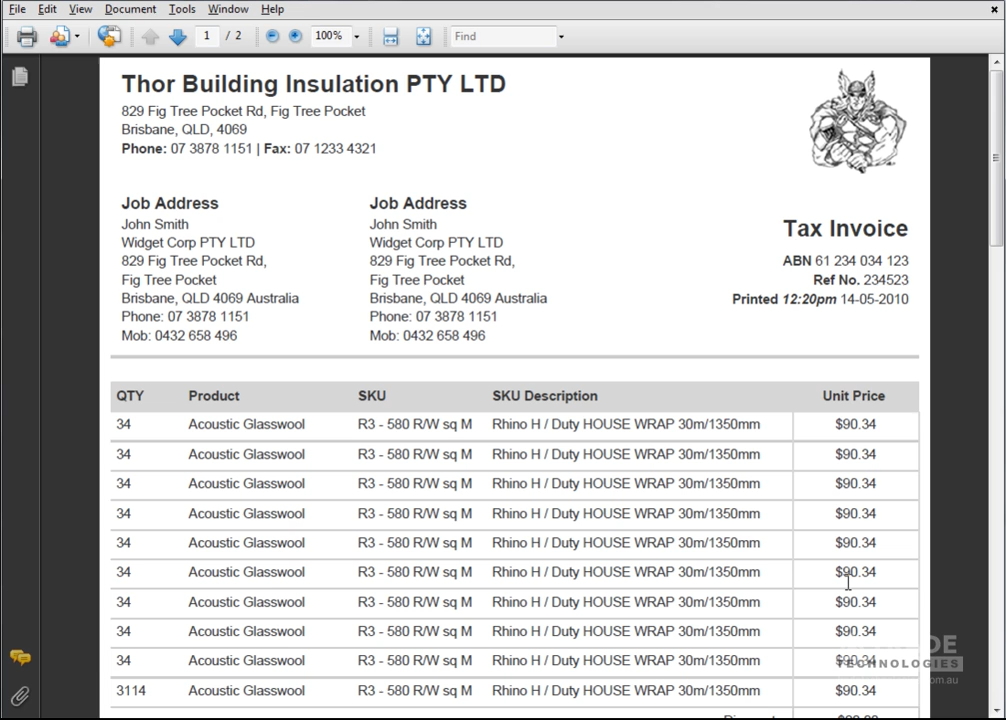 File Edit View Document Tools Window Help
1 / 2 100% Find
Thor Building Insulation PTY LTD
829 Fig Tree Pocket Rd, Fig Tree Pocket
Brisbane, QLD, 4069
Phone: 07 3878 1151 | Fax: 07 1233 4321
Job Address
John Smith
Widget Corp PTY LTD
829 Fig Tree Pocket Rd,
Fig Tree Pocket
Brisbane, QLD 4069 Australia
Phone: 07 3878 1151
Mob: 0432 658 496
Job Address
John Smith
Widget Corp PTY LTD
829 Fig Tree Pocket Rd,
Fig Tree Pocket
Brisbane, QLD 4069 Australia
Phone: 07 3878 1151
Mob: 0432 658 496
Tax Invoice
ABN 61 234 034 123
Ref No. 234523
Printed 12:20pm 14-05-2010
QTY Product SKU SKU Description Unit Price
34 Acoustic Glasswool R3 - 580 R/W sq M Rhino H / Duty HOUSE WRAP 30m/1350mm $90.34
34 Acoustic Glasswool R3 - 580 R/W sq M Rhino H / Duty HOUSE WRAP 30m/1350mm $90.34
34 Acoustic Glasswool R3 - 580 R/W sq M Rhino H / Duty HOUSE WRAP 30m/1350mm $90.34
34 Acoustic Glasswool R3 - 580 R/W sq M Rhino H / Duty HOUSE WRAP 30m/1350mm $90.34
34 Acoustic Glasswool R3 - 580 R/W sq M Rhino H / Duty HOUSE WRAP 30m/1350mm $90.34
34 Acoustic Glasswool R3 - 580 R/W sq M Rhino H / Duty HOUSE WRAP 30m/1350mm $90.34
34 Acoustic Glasswool R3 - 580 R/W sq M Rhino H / Duty HOUSE WRAP 30m/1350mm $90.34
34 Acoustic Glasswool R3 - 580 R/W sq M Rhino H / Duty HOUSE WRAP 30m/1350mm $90.34
34 Acoustic Glasswool R3 - 580 R/W sq M Rhino H / Duty HOUSE WRAP 30m/1350mm $90.34
3114 Acoustic Glasswool R3 - 580 R/W sq M Rhino H / Duty HOUSE WRAP 30m/1350mm $90.34
TECHNOLOGIES